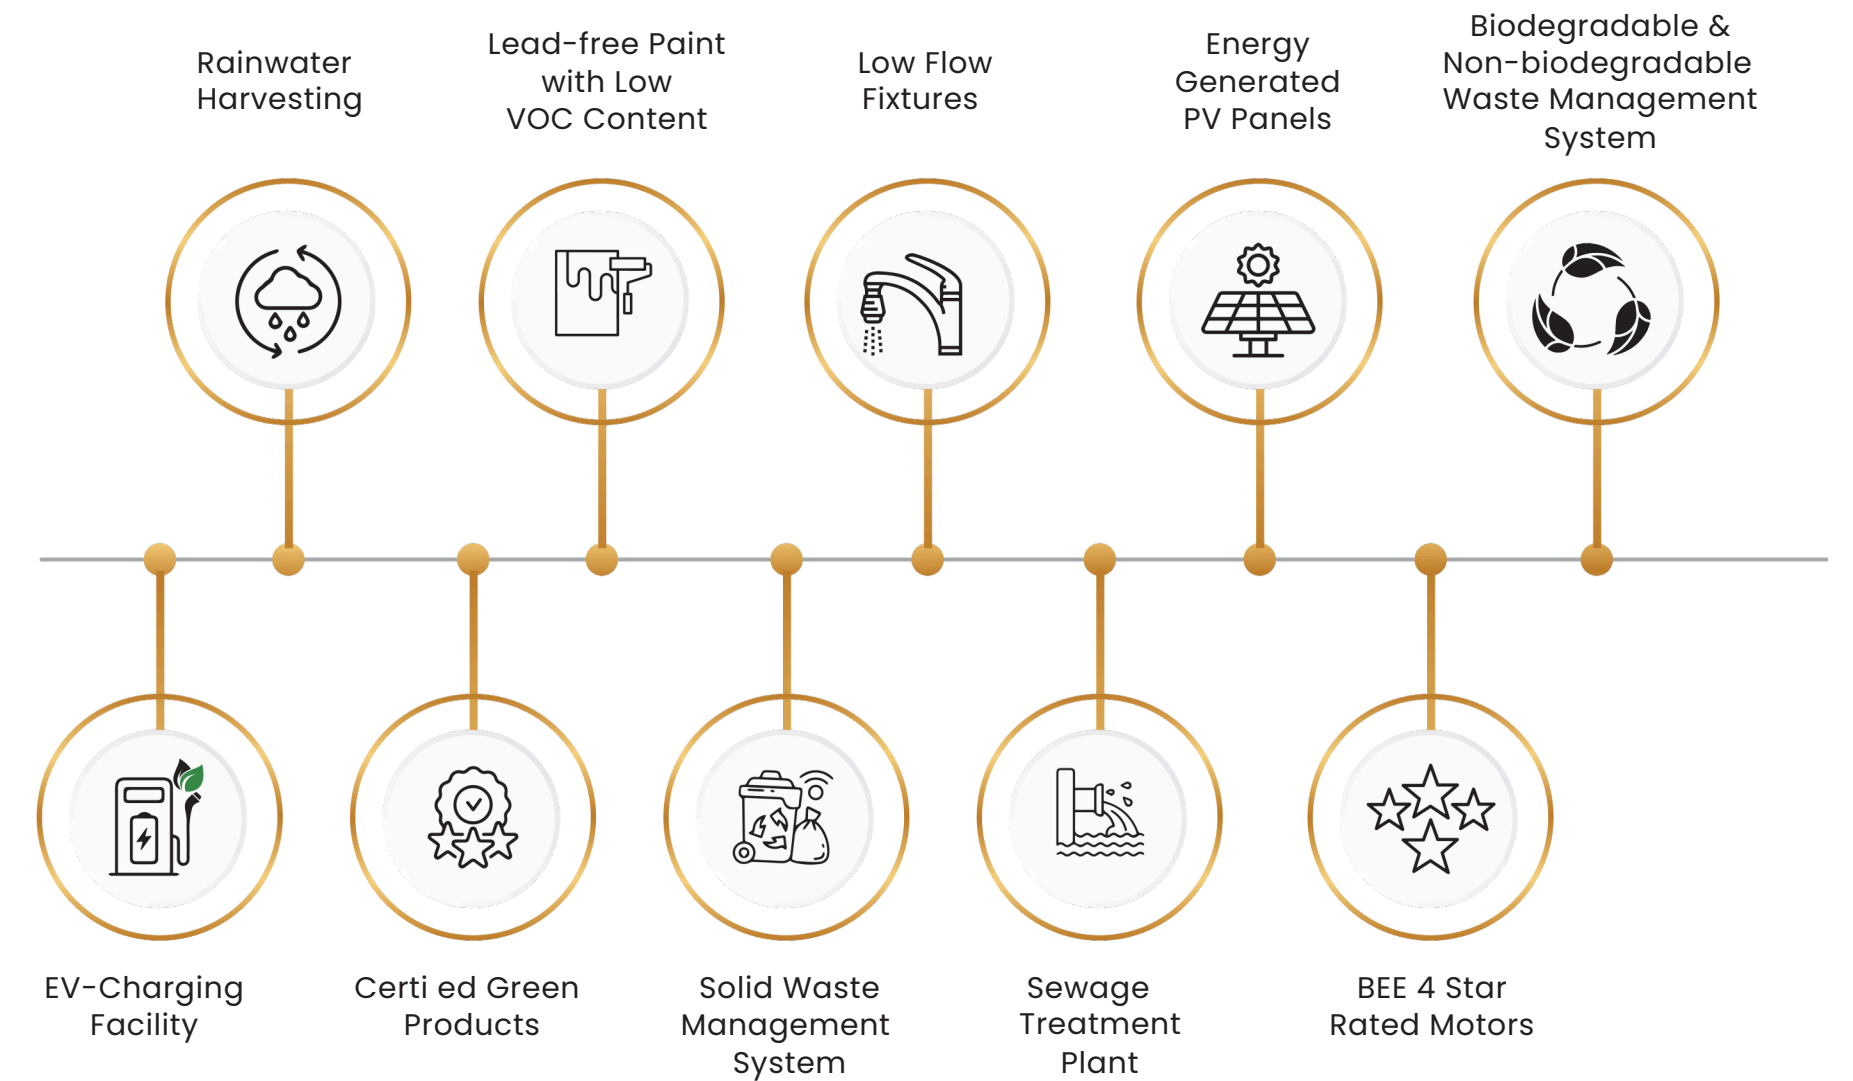 Rainwater
Harvesting
Lead-free Paint
with Low
VOC Content
Low Flow
Fixtures
Energy
Generated
PV Panels
Biodegradable &
Non-biodegradable
Waste Management
System
EV-Charging
Facility
Certi ed Green
Products
Solid Waste
Management
System
Sewage
Treatment
Plant
BEE 4 Star
Rated Motors